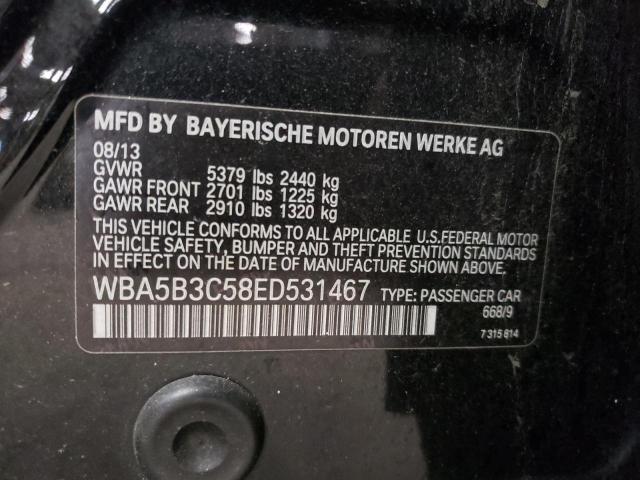 MFD BY BAYERISCHE MOTOREN WERKE AG
08/13
GVWR 5379 lbs 2440 kg
GAWR FRONT 2701 lbs 1225 kg
GAWR REAR 2910 lbs 1320 kg
THIS VEHICLE CONFORMS TO ALL APPLICABLE U.S.FEDERAL MOTOR
VEHICLE SAFETY, BUMPER AND THEFT PREVENTION STANDARDS
IN EFFECT ON THE DATE OF MANUFACTURE SHOWN ABOVE.
WBA5B3C58ED531467 TYPE: PASSENGER CAR
668/9
7 315 814